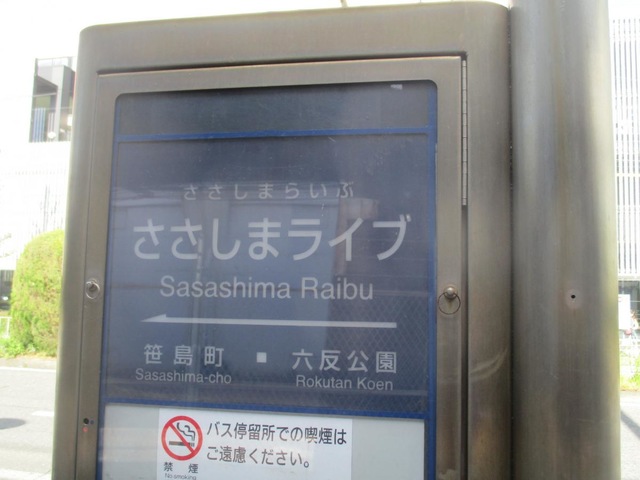 ささしまらいぶ
ささしまライブ
Sasashima Raibu
笹島町 ■ 六反公園
Sasashima-cho Rokutan Koen
バス停留所での喫煙は
ご遠慮ください。
禁煙
No smoking